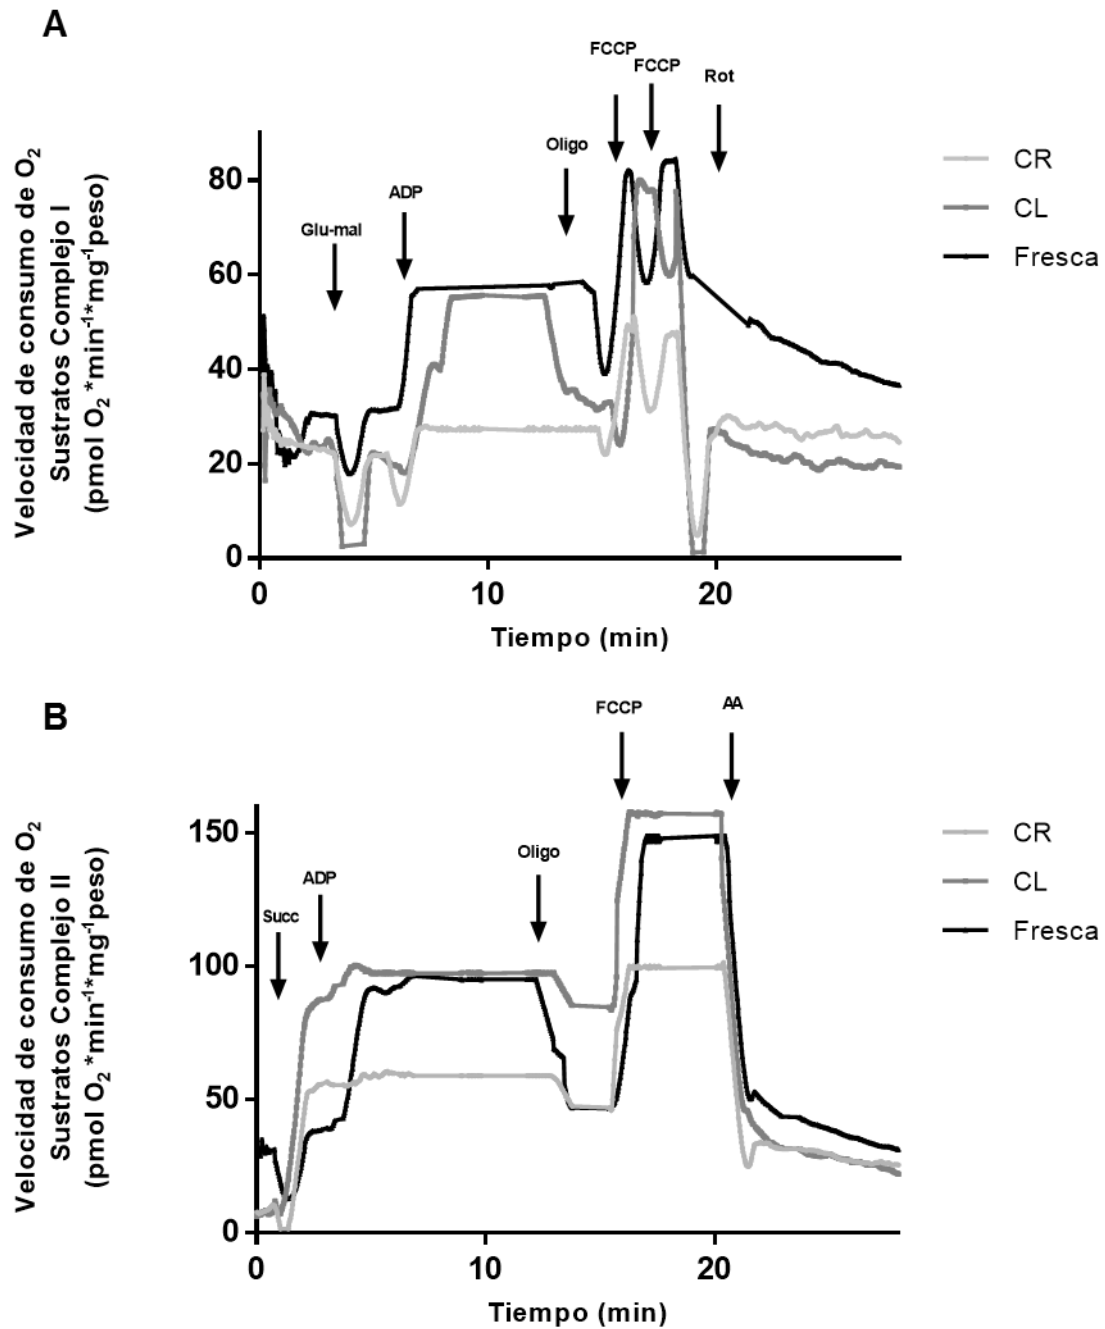 A
Velocidad de consumo de O2
Sustratos Complejo I
(pmol O2 *min-1*mg-1peso)
FCCP
FCCP
Rot
Oligo
ADP
Glu-mal
80
60
40
20
0
0
10
20
Tiempo (min)
CR
CL
Fresca
B
Velocidad de consumo de O2
Sustratos Complejo II
(pmol O2 *min-1*mg-1peso)
FCCP
AA
Oligo
ADP
Succ
150
100
50
0
0
10
20
Tiempo (min)
CR
CL
Fresca